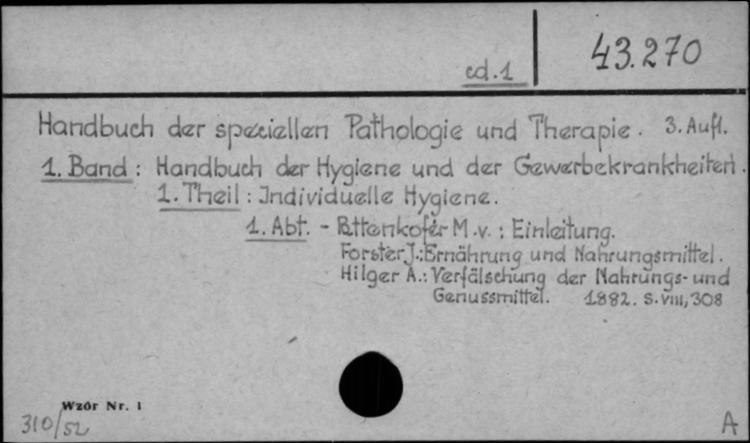 cd.1
43.270
Handbuch der speciellen Pathologie und Therapie. 3. Aufl.
1. Band: Handbuch der Hygiene und der Gewerbekrankheiten.
1. Theil: Individuelle Hygiene.
1. Abt. - Pettenkofer M.v.: Einleitung.
Forster J.: Ernährung und Nahrungsmittel.
Hilger A.: Verfälschung der Nahrungs- und
Genussmittel. 1882. S. VIII, 308
Wzór Nr. 1
310/52
A